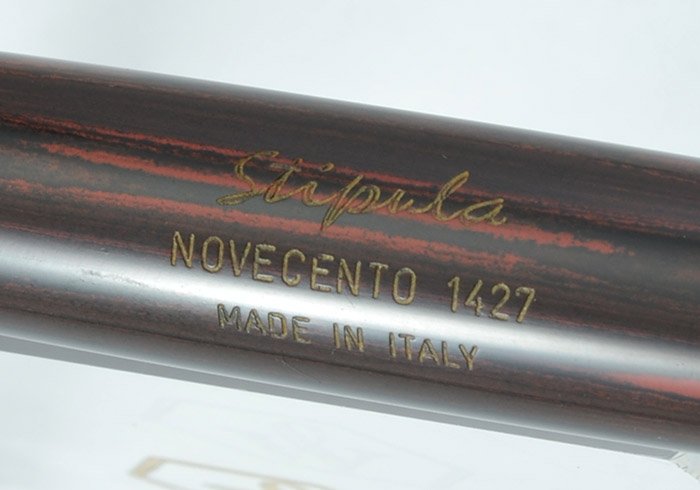 Stipula
NOVECENTO 1427
MADE IN ITALY